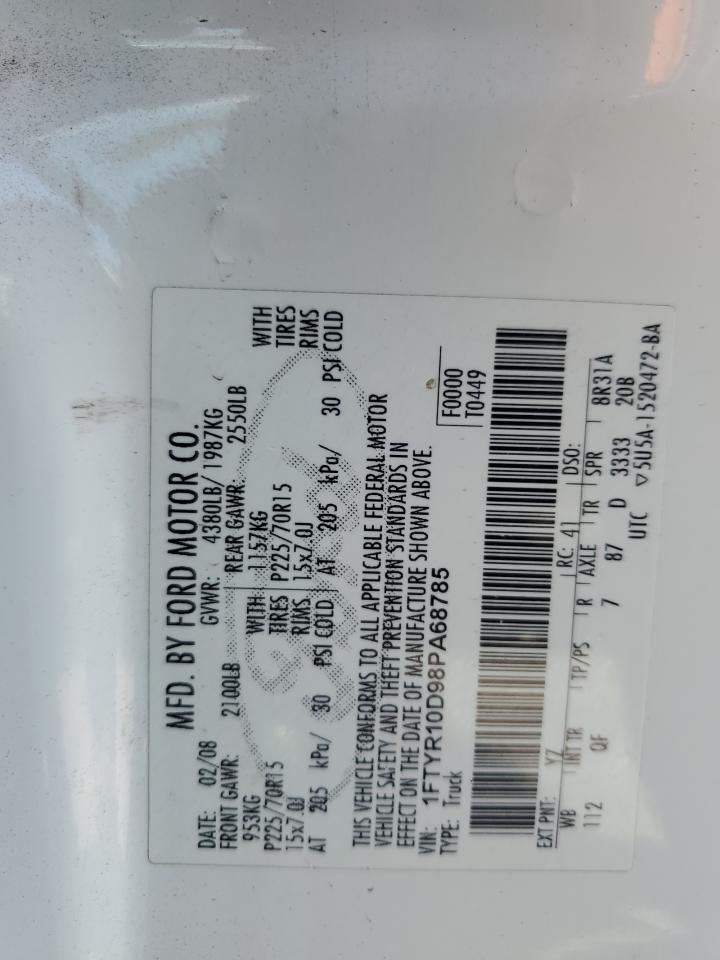 MFD. BY FORD MOTOR CO.
DATE: 02/08 GVWR: 4380LB/ 1987KG
FRONT GAWR: 2100LB REAR GAWR: 2550LB
953KG WITH 1157KG WITH
P225/70R15 TIRES P225/70R15 TIRES
15x7.0J RIMS 15x7.0J RIMS
AT 205 kPa/ 30 PSI COLD AT 205 kPa/ 30 PSI COLD
THIS VEHICLE CONFORMS TO ALL APPLICABLE FEDERAL MOTOR
VEHICLE SAFETY AND THEFT PREVENTION STANDARDS IN
EFFECT ON THE DATE OF MANUFACTURE SHOWN ABOVE.
VIN: 1FTYR10D98PA68785 F0000
TYPE: Truck T0449
EXT PNT: YZ RC: 41 DSO:
WB INT TR TP/PS R AXLE TR SPR 8R31A
112 QF 7 87 D 3333 20B
UTC ▽5U5A-1520472-BA